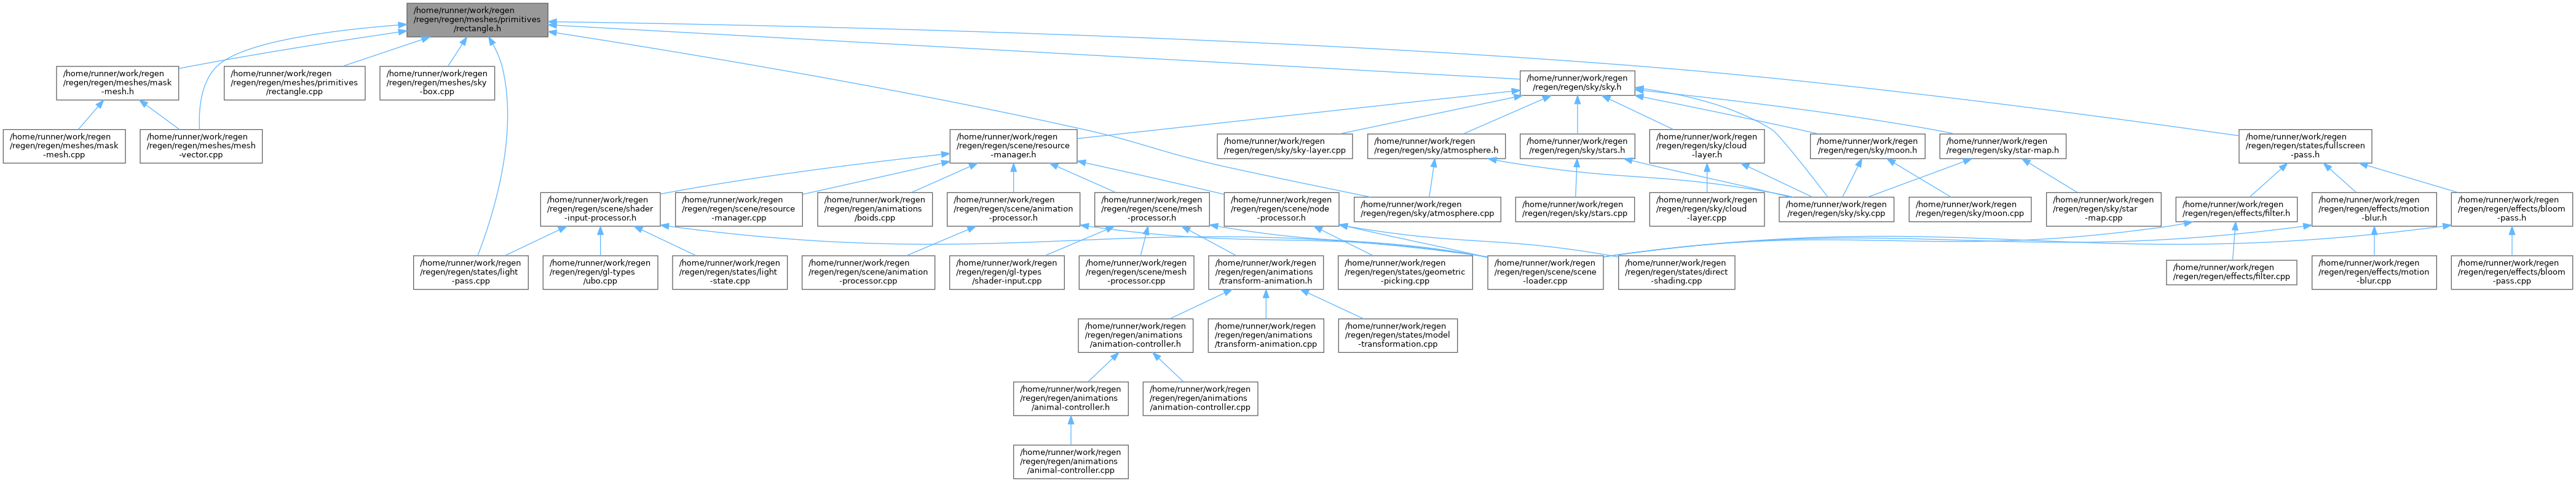 /home/runner/work/regen
/regen/regen/meshes/primitives
/rectangle.h
/home/runner/work/regen
/regen/regen/meshes/mask
-mesh.h
/home/runner/work/regen
/regen/regen/meshes/primitives
/rectangle.cpp
/home/runner/work/regen
/regen/regen/meshes/sky
-box.cpp
/home/runner/work/regen
/regen/regen/sky/sky.h
/home/runner/work/regen
/regen/regen/meshes/mask
-mesh.cpp
/home/runner/work/regen
/regen/regen/meshes/mesh
-vector.cpp
/home/runner/work/regen
/regen/regen/scene/resource
-manager.h
/home/runner/work/regen
/regen/regen/sky/sky-layer.cpp
/home/runner/work/regen
/regen/regen/sky/atmosphere.h
/home/runner/work/regen
/regen/regen/sky/stars.h
/home/runner/work/regen
/regen/regen/sky/cloud
-layer.h
/home/runner/work/regen
/regen/regen/sky/moon.h
/home/runner/work/regen
/regen/regen/sky/star-map.h
/home/runner/work/regen
/regen/regen/states/fullscreen
-pass.h
/home/runner/work/regen
/regen/regen/scene/shader
-input-processor.h
/home/runner/work/regen
/regen/regen/scene/resource
-manager.cpp
/home/runner/work/regen
/regen/regen/animations
/boids.cpp
/home/runner/work/regen
/regen/regen/scene/animation
-processor.h
/home/runner/work/regen
/regen/regen/scene/mesh
-processor.h
/home/runner/work/regen
/regen/regen/scene/node
-processor.h
/home/runner/work/regen
/regen/regen/sky/atmosphere.cpp
/home/runner/work/regen
/regen/regen/sky/stars.cpp
/home/runner/work/regen
/regen/regen/sky/cloud
-layer.cpp
/home/runner/work/regen
/regen/regen/sky/sky.cpp
/home/runner/work/regen
/regen/regen/sky/moon.cpp
/home/runner/work/regen
/regen/regen/sky/star
-map.cpp
/home/runner/work/regen
/regen/regen/effects/filter.h
/home/runner/work/regen
/regen/regen/effects/motion
-blur.h
/home/runner/work/regen
/regen/regen/effects/bloom
-pass.h
/home/runner/work/regen
/regen/regen/states/light
-pass.cpp
/home/runner/work/regen
/regen/regen/gl-types
/ubo.cpp
/home/runner/work/regen
/regen/regen/states/light
-state.cpp
/home/runner/work/regen
/regen/regen/scene/animation
-processor.cpp
/home/runner/work/regen
/regen/regen/gl-types
/shader-input.cpp
/home/runner/work/regen
/regen/regen/scene/mesh
-processor.cpp
/home/runner/work/regen
/regen/regen/animations
/transform-animation.h
/home/runner/work/regen
/regen/regen/states/geometric
-picking.cpp
/home/runner/work/regen
/regen/regen/scene/scene
-loader.cpp
/home/runner/work/regen
/regen/regen/states/direct
-shading.cpp
/home/runner/work/regen
/regen/regen/effects/filter.cpp
/home/runner/work/regen
/regen/regen/effects/motion
-blur.cpp
/home/runner/work/regen
/regen/regen/effects/bloom
-pass.cpp
/home/runner/work/regen
/regen/regen/animations
/animation-controller.h
/home/runner/work/regen
/regen/regen/animations
/transform-animation.cpp
/home/runner/work/regen
/regen/regen/states/model
-transformation.cpp
/home/runner/work/regen
/regen/regen/animations
/animal-controller.h
/home/runner/work/regen
/regen/regen/animations
/animation-controller.cpp
/home/runner/work/regen
/regen/regen/animations
/animal-controller.cpp